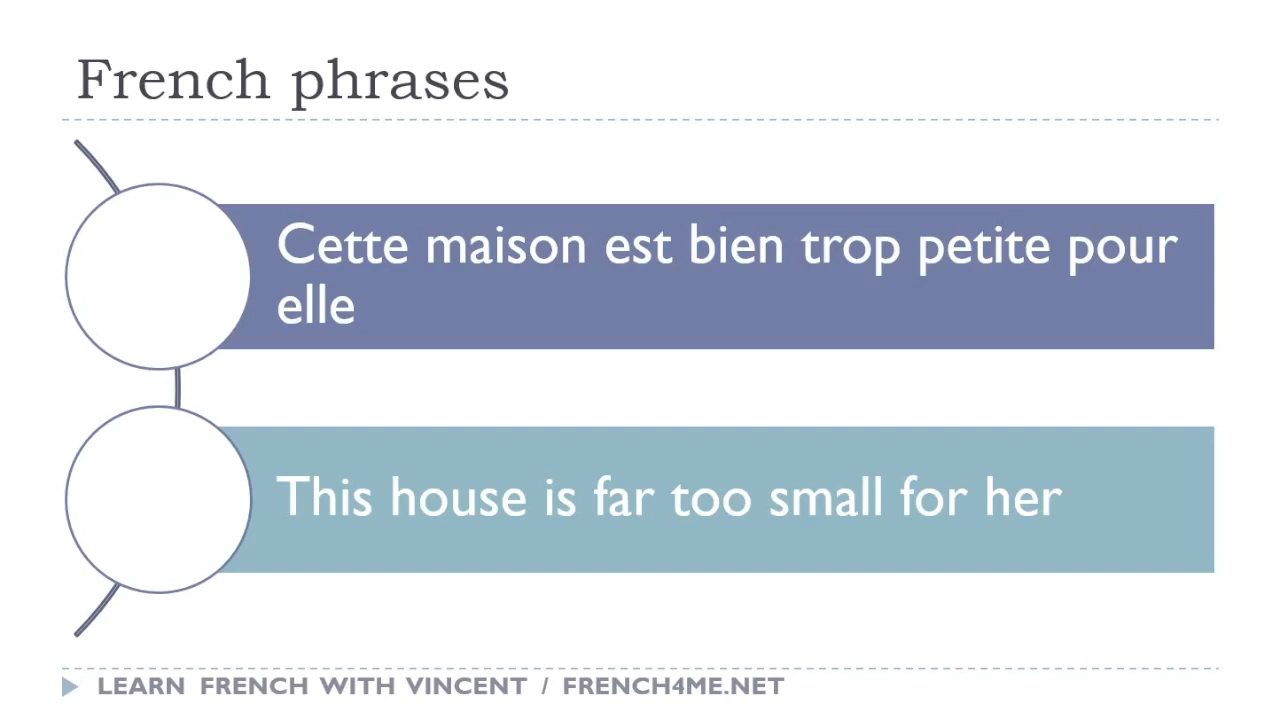 French phrases
Cette maison est bien trop petite pour
elle
This house is far too small for her
LEARN FRENCH WITH VINCENT / FRENCH4ME.NET